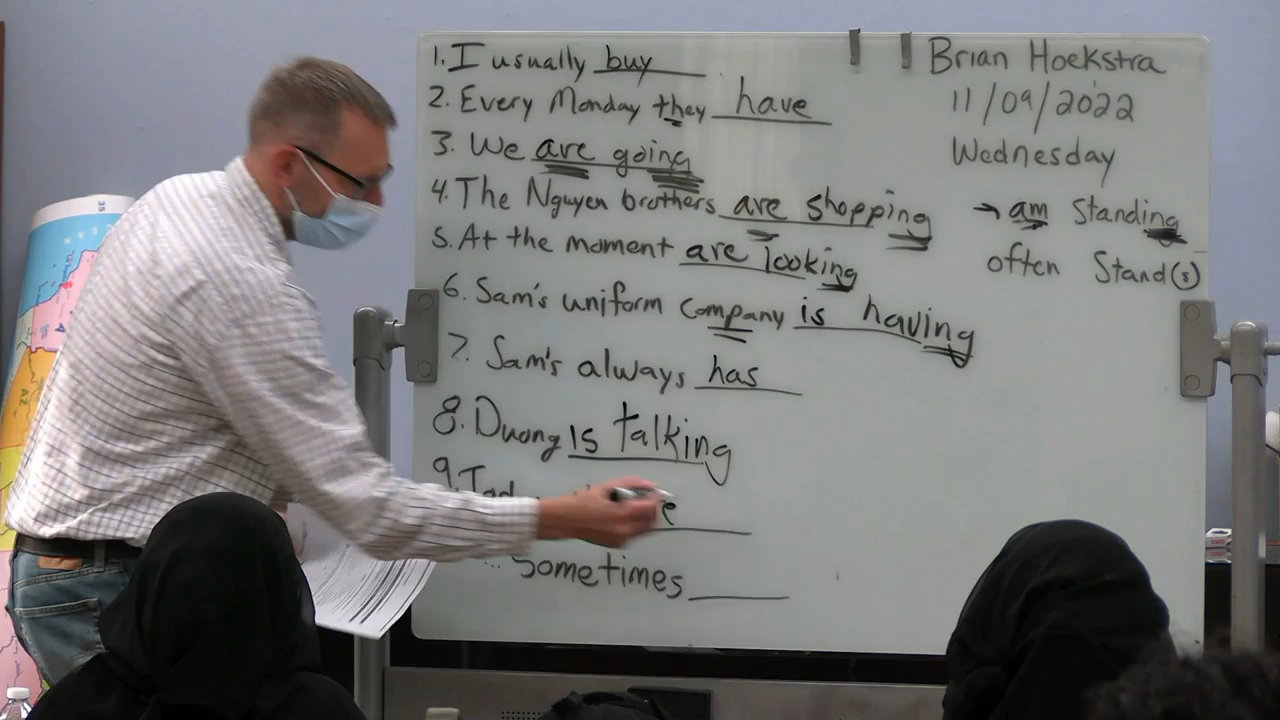 1. I usually buy
2. Every Monday they have
3. We are going
4. The Nguyen brothers are shopping
5. At the moment are looking
6. Sam's uniform company is having
7. Sam's always has
8. Duong is talking
9.
... Sometimes
Brian Hoekstra
11/09/2022
Wednesday
→ am Standing
often Stand(s)
AZ